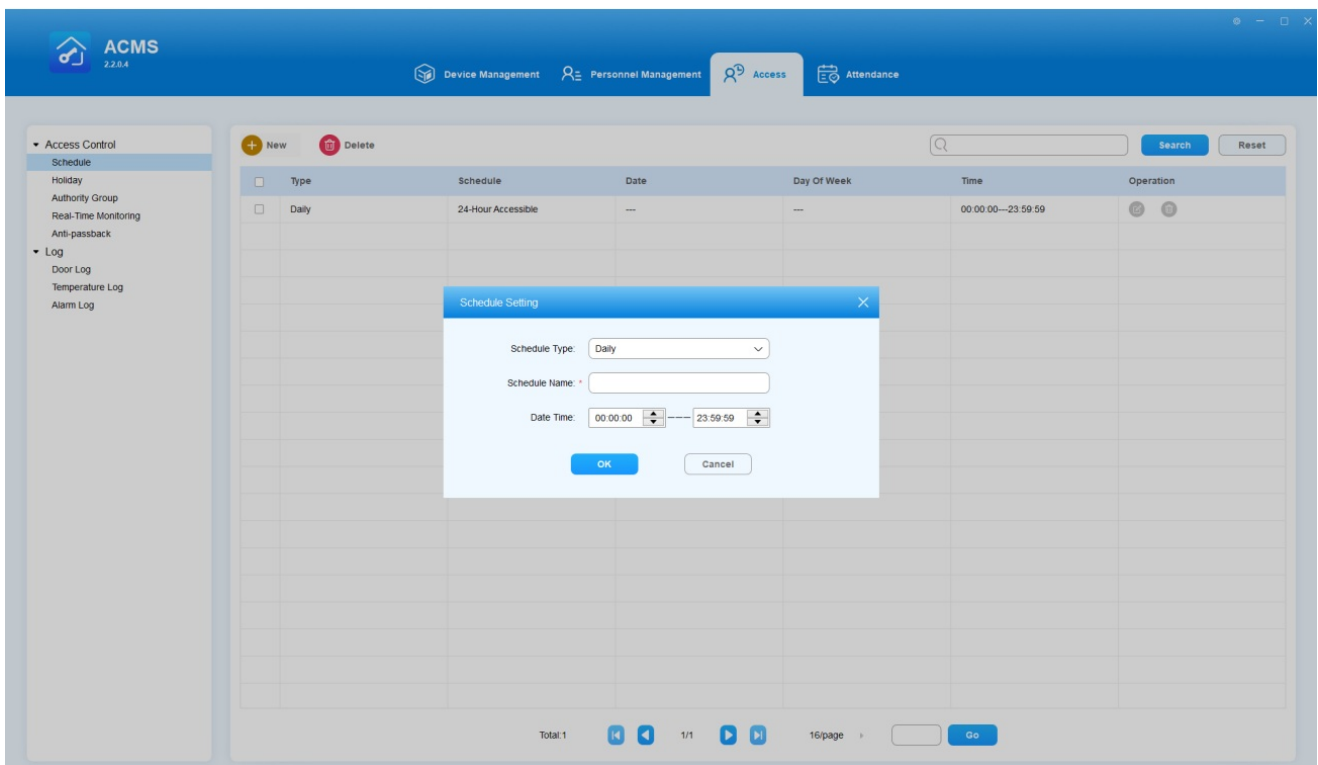 ACMS
2.2.0.4
Device Management
Personnel Management
Access
Attendance
Access Control
Schedule
Holiday
Authority Group
Real-Time Monitoring
Anti-passback
Log
Door Log
Temperature Log
Alarm Log
New Delete Search Reset
Type Schedule Date Day Of Week Time Operation
Daily 24-Hour Accessible --- --- 00:00:00---23:59:59
Schedule Setting
Schedule Type: Daily
Schedule Name: *
Date Time: 00:00:00 --- 23:59:59
OK Cancel
Total:1 1/1 16/page Go